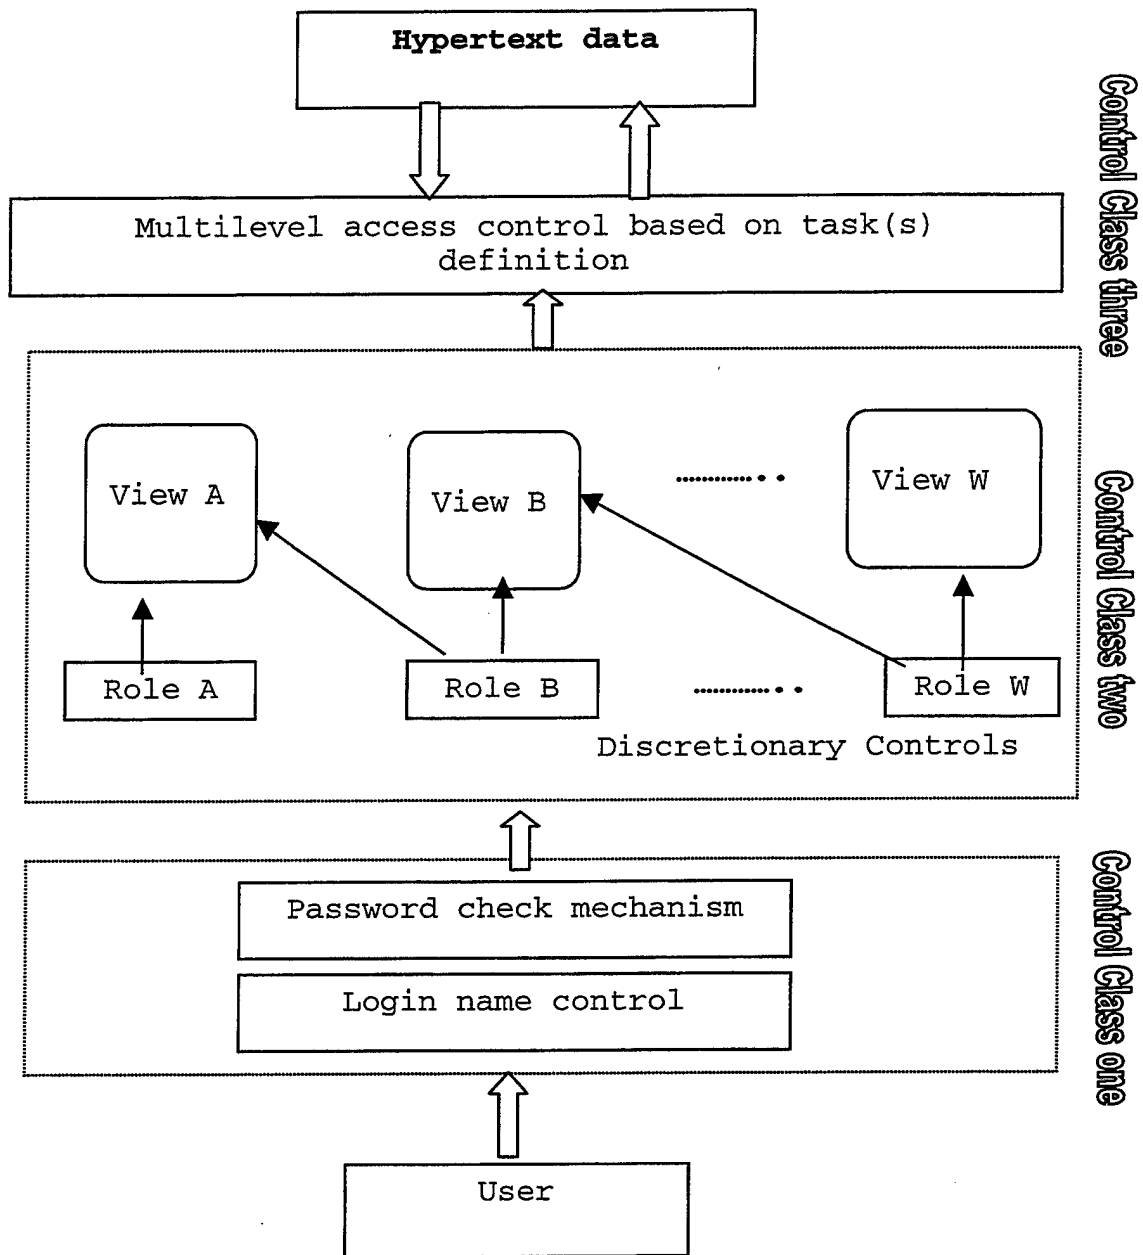 Hypertext data
Control Class three
Multilevel access control based on task(s)
definition
View A
View B
View W
Control Class two
Role A
Role B
Role W
Discretionary Controls
Control Class one
Password check mechanism
Login name control
User